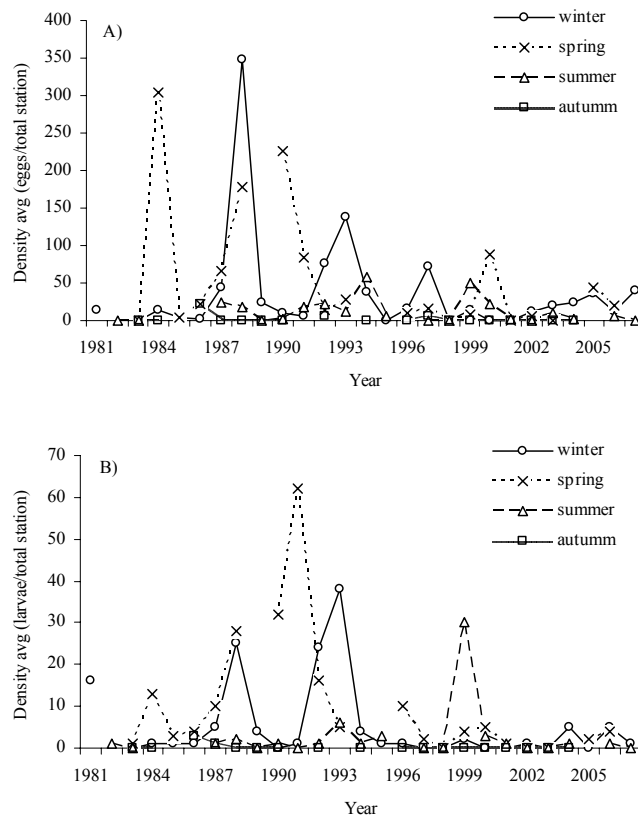 A)
winter
spring
summer
autumm
400
350
300
250
200
150
100
50
0
Density avg (eggs/total station)
1981 1984 1987 1990 1993 1996 1999 2002 2005
Year
B)
winter
spring
summer
autumm
70
60
50
40
30
20
10
0
Density avg (larvae/total station)
1981 1984 1987 1990 1993 1996 1999 2002 2005
Year